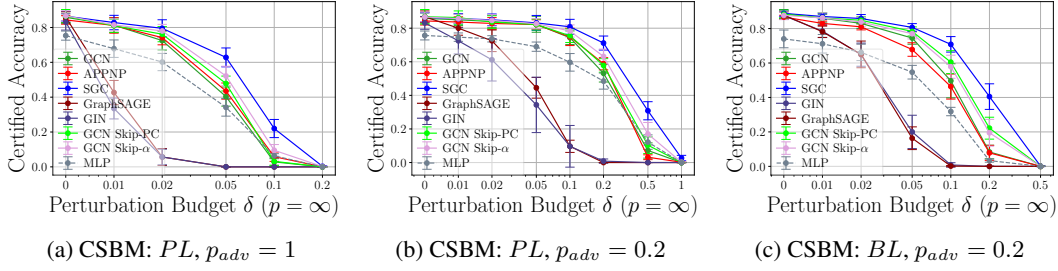 Certified Accuracy
0.8
0.6
0.4
0.2
0.0
GCN
APPNP
SGC
GraphSAGE
GIN
GCN Skip-PC
GCN Skip-α
MLP
0 0.01 0.02 0.05 0.1 0.2
Perturbation Budget δ (p = ∞)
(a) CSBM: PL, p_adv = 1
Certified Accuracy
0.8
0.6
0.4
0.2
0.0
GCN
APPNP
SGC
GraphSAGE
GIN
GCN Skip-PC
GCN Skip-α
MLP
0 0.01 0.02 0.05 0.1 0.2 0.5 1
Perturbation Budget δ (p = ∞)
(b) CSBM: PL, p_adv = 0.2
Certified Accuracy
0.8
0.6
0.4
0.2
0.0
GCN
APPNP
SGC
GraphSAGE
GIN
GCN Skip-PC
GCN Skip-α
MLP
0 0.01 0.02 0.05 0.1 0.2 0.5
Perturbation Budget δ (p = ∞)
(c) CSBM: BL, p_adv = 0.2